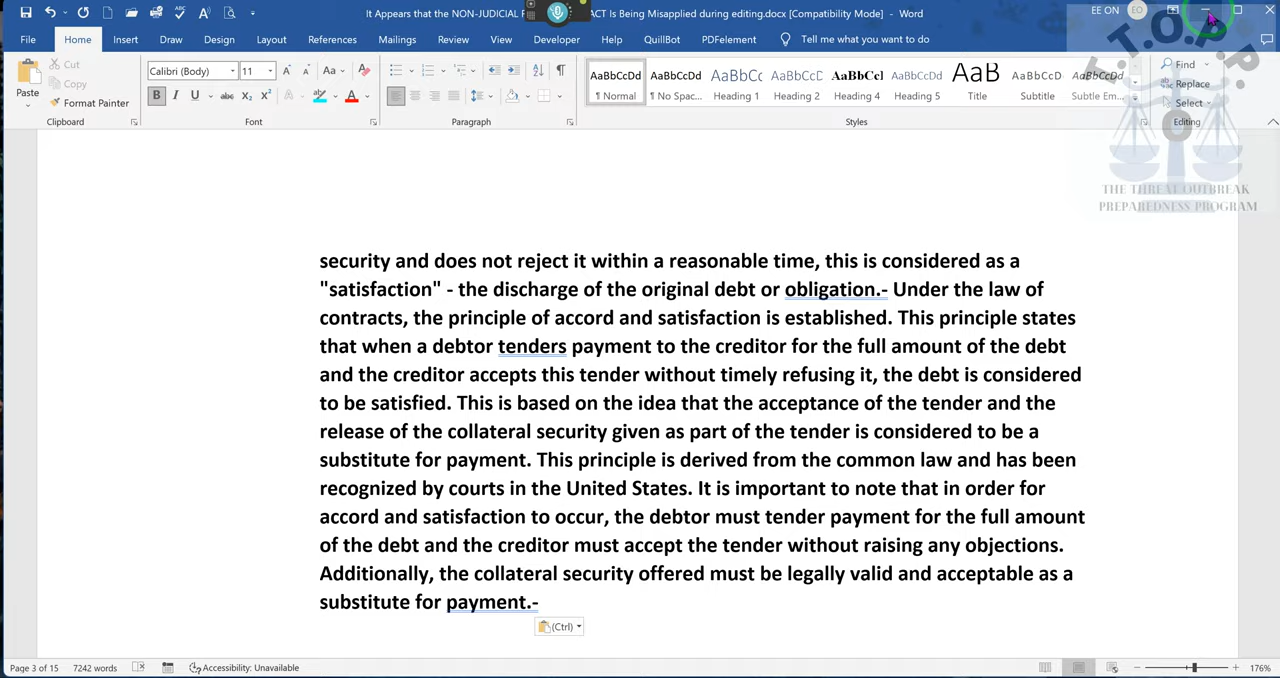 It Appears that the NON-JUDICIAL F ACT Is Being Misapplied during editing.docx [Compatibility Mode] - Word
EE ON EO
File Home Insert Draw Design Layout References Mailings Review View Developer Help QuillBot PDFelement Tell me what you want to do
T.T.O.P.P.
Paste Cut Copy Format Painter
Calibri (Body) 11
AaBbCcDd AaBbCcDd AaBbCc AaBbCcD AaBbCcI AaBbCcDd AaB AaBbCcD AaBbCcDd
¶ Normal ¶ No Spac... Heading 1 Heading 2 Heading 4 Heading 5 Title Subtitle Subtle Em...
Find
Replace
Select
Clipboard Font Paragraph Styles Editing
THE THREAT OUTBREAK
PREPAREDNESS PROGRAM
security and does not reject it within a reasonable time, this is considered as a
"satisfaction" - the discharge of the original debt or obligation.- Under the law of
contracts, the principle of accord and satisfaction is established. This principle states
that when a debtor tenders payment to the creditor for the full amount of the debt
and the creditor accepts this tender without timely refusing it, the debt is considered
to be satisfied. This is based on the idea that the acceptance of the tender and the
release of the collateral security given as part of the tender is considered to be a
substitute for payment. This principle is derived from the common law and has been
recognized by courts in the United States. It is important to note that in order for
accord and satisfaction to occur, the debtor must tender payment for the full amount
of the debt and the creditor must accept the tender without raising any objections.
Additionally, the collateral security offered must be legally valid and acceptable as a
substitute for payment.-
(Ctrl)
Page 3 of 15 7242 words Accessibility: Unavailable 176%